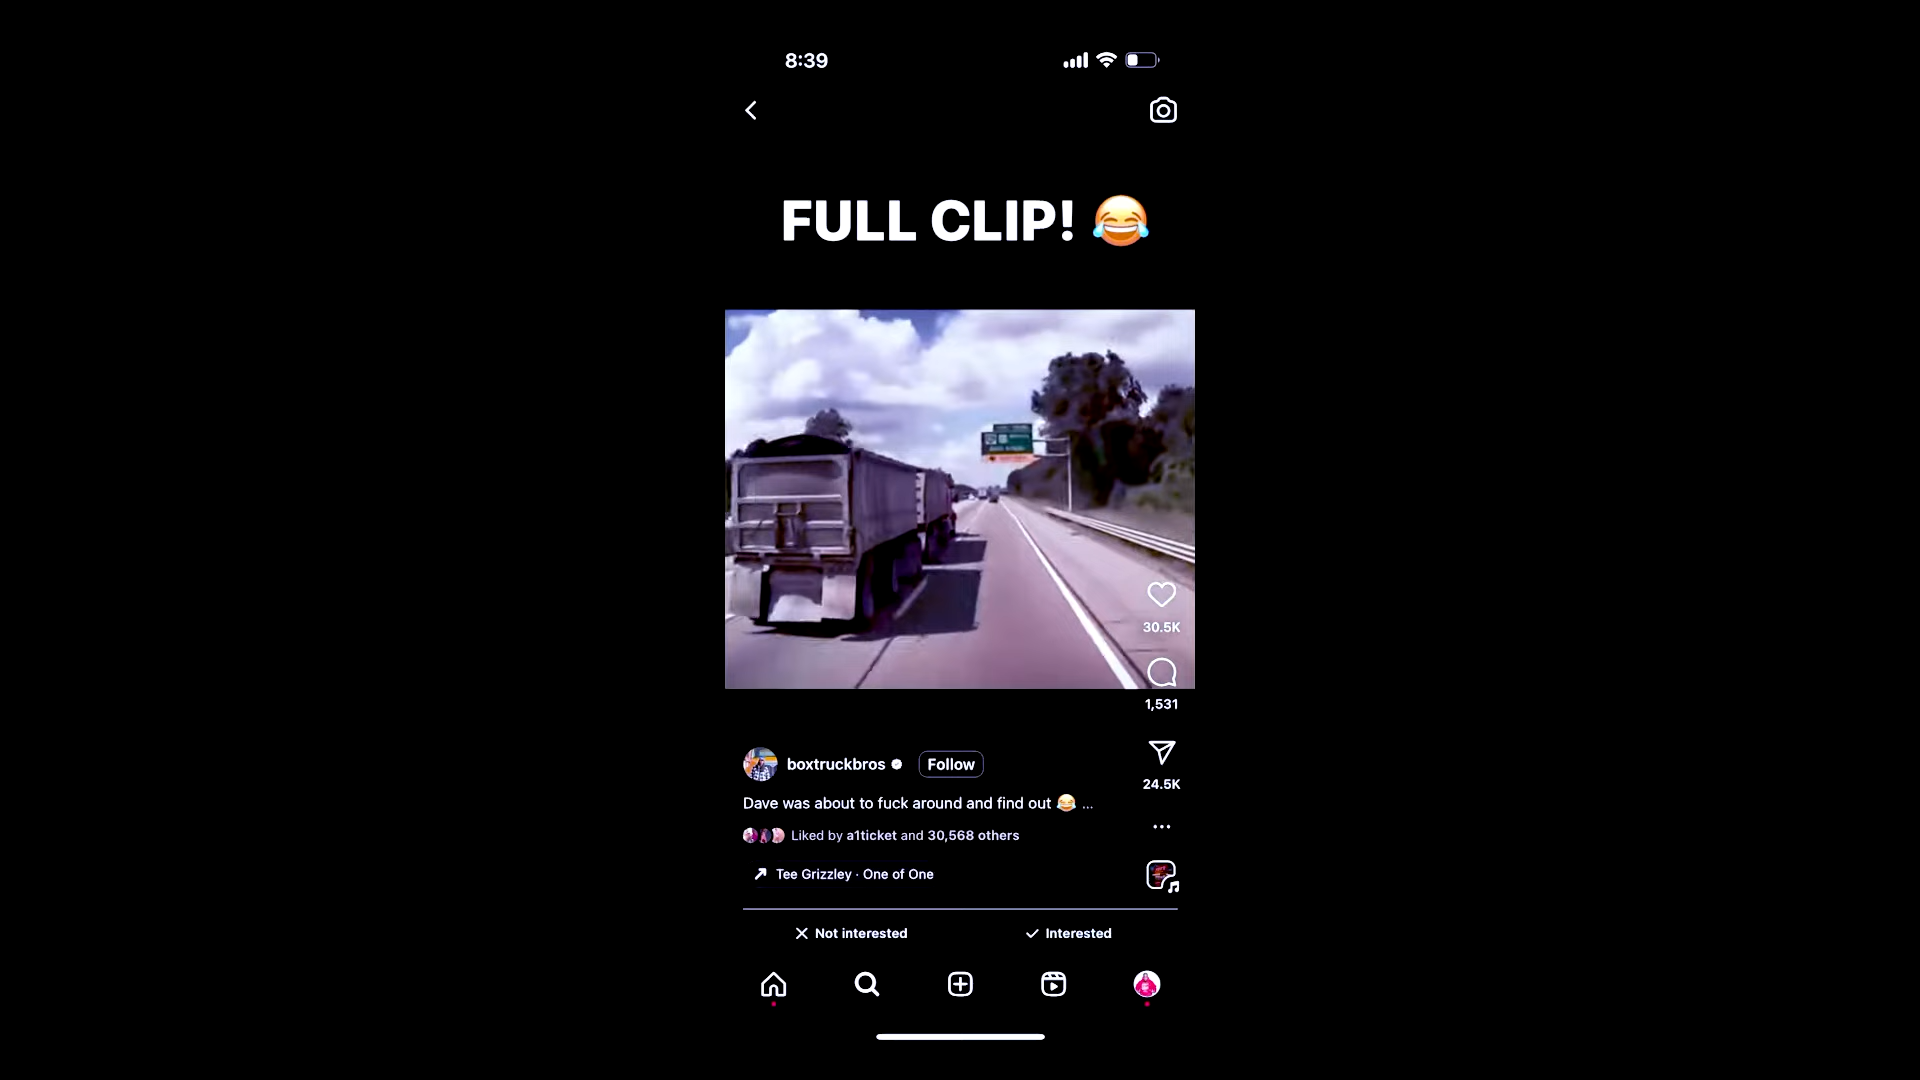 8:39
FULL CLIP! 😂
30.5K
1,531
boxtruckbros
Follow
24.5K
Dave was about to fuck around and find out 😂 ...
Liked by a1ticket and 30,568 others
Tee Grizzley · One of One
Not interested
Interested